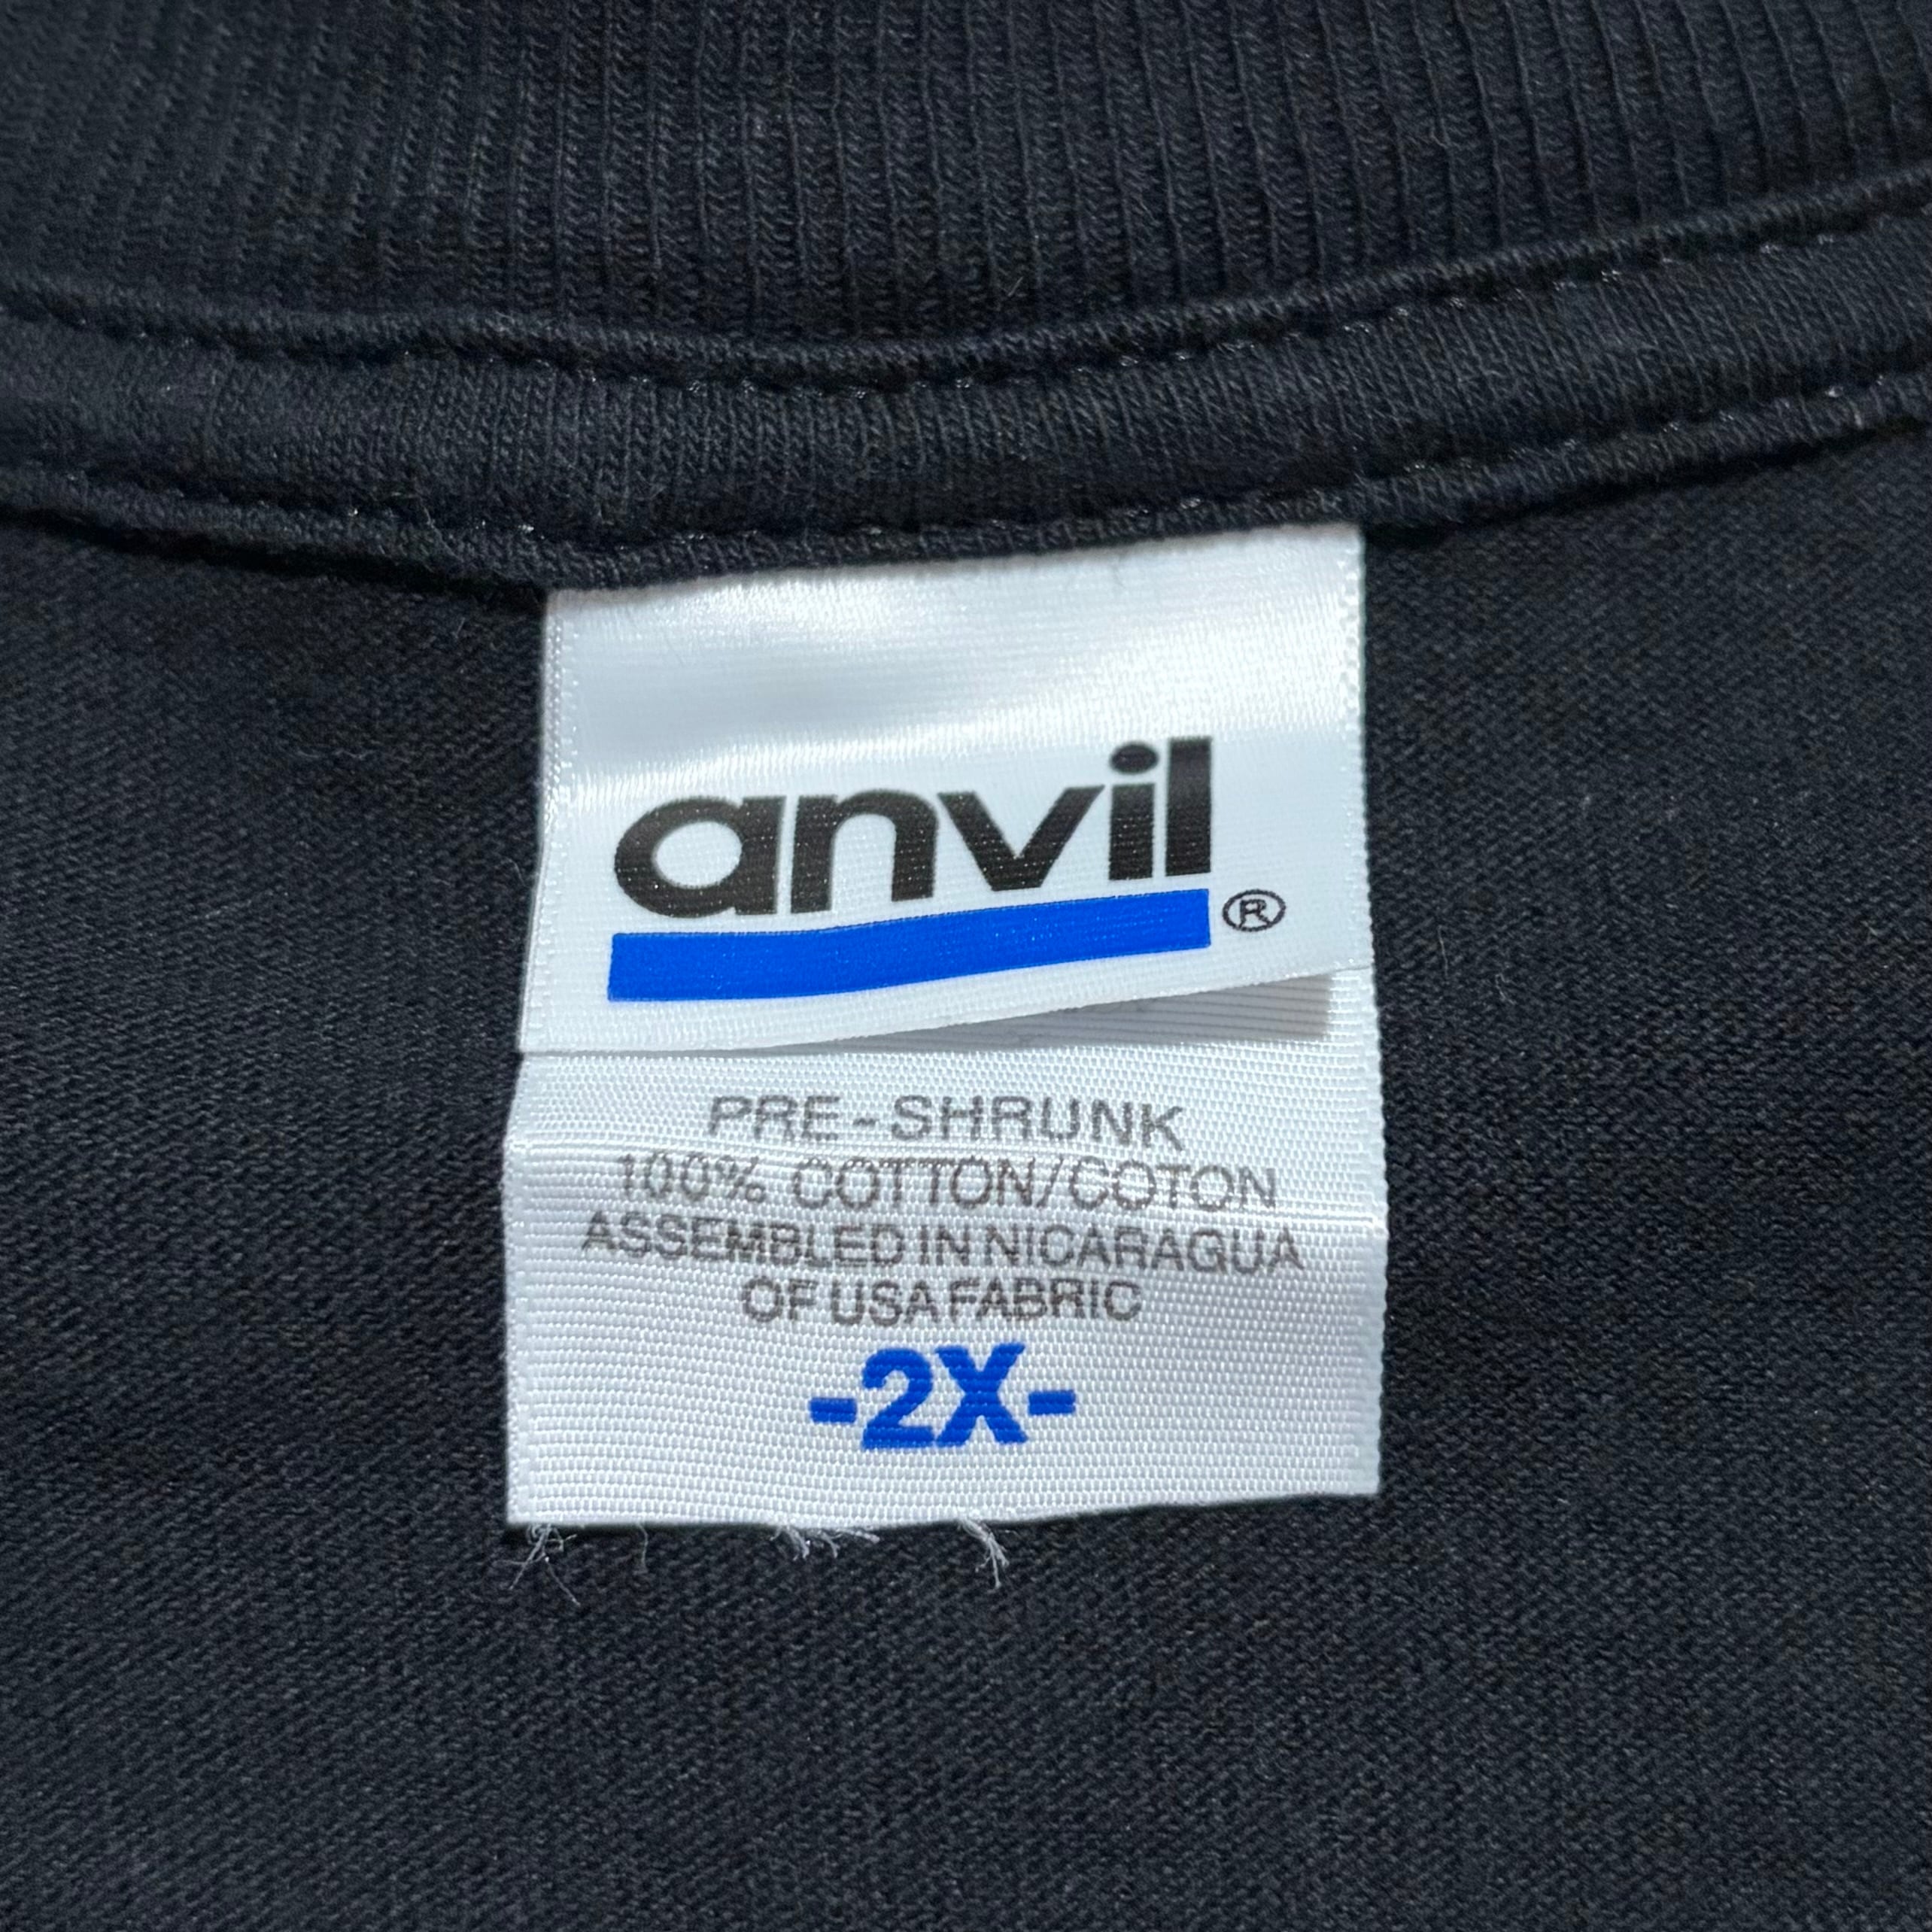 anvil®
PRE-SHRUNK
100% COTTON/COTON
ASSEMBLED IN NICARAGUA
OF USA FABRIC
-2X-